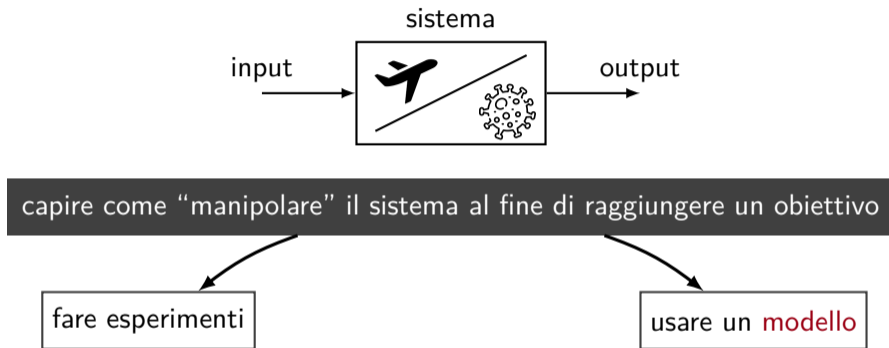 sistema
input
output
capire come “manipolare” il sistema al fine di raggiungere un obiettivo
fare esperimenti
usare un modello